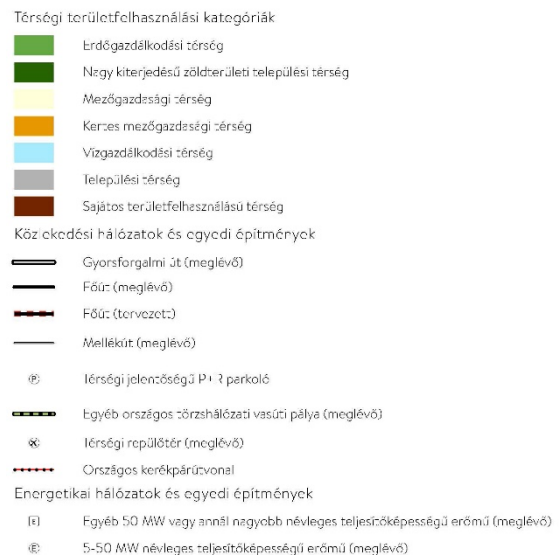 Térségi területfelhasználási kategóriák
Erdőgazdálkodási térség
Nagy kiterjedésű zöldterületi települési térség
Mezőgazdasági térség
Kertes mezőgazdasági térség
Vízgazdálkodási térség
Települési térség
Sajátos területfelhasználású térség
Közlekedési hálózatok és egyedi építmények
Gyorsforgalmi út (meglévő)
Főút (meglévő)
Főút (tervezett)
Mellékút (meglévő)
P Térségi jelentőségű P+R parkoló
Egyéb országos törzshálózati vasúti pálya (meglévő)
Térségi repülőtér (meglévő)
Országos kerékpárútvonal
Energetikai hálózatok és egyedi építmények
E Egyéb 50 MW vagy annál nagyobb névleges teljesítőképességű erőmű (meglévő)
E 5-50 MW névleges teljesítőképességű erőmű (meglévő)